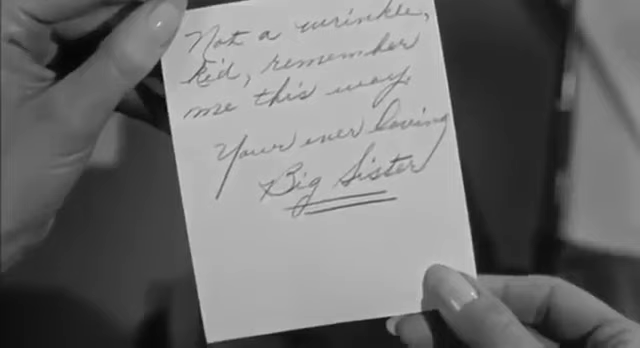 Not a wrinkle,
kid, remember
me this way.
Your ever loving
Big Sister